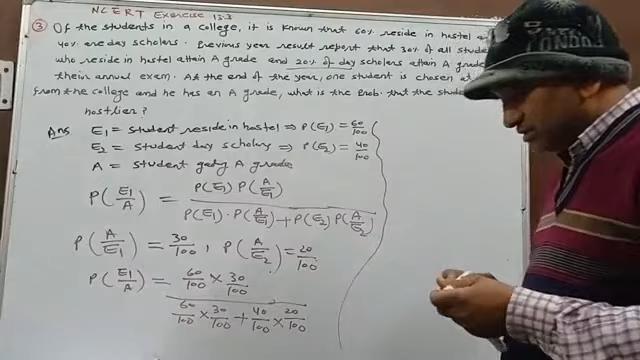 NCERT Exercise 13.3
③ Of the students in a college, it is known that 60% reside in hostel
40% are day scholars. Previous year result report that 30% of all stude
who reside in hostel attain A grade and 20% of day scholars attain A grade
their annual exam. At the end of the year, one student is chosen at
from the college and he has an A grade, what is the prob. that the stude
hostlier?
Ans E₁ = student reside in hostel ⇒ P(E₁) = 60/100
E₂ = student day scholars ⇒ P(E₂) = 40/100
A = student A grade
P(E₁/A) = P(E₁) P(A/E₁) / P(E₁)·P(A/E₁) + P(E₂) P(A/E₂)
P(A/E₁) = 30/100, P(A/E₂) = 20/100
P(E₁/A) = 60/100 × 30/100 / 60/100 × 30/100 + 40/100 × 20/100
LONDON